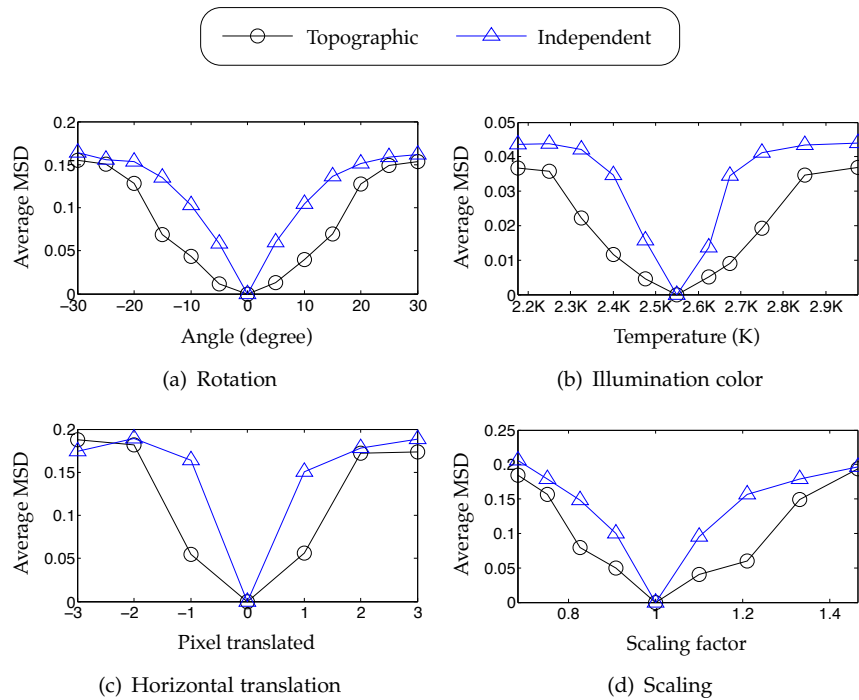 Topographic Independent
0.2
0.15
0.1
0.05
0
Average MSD
−30 −20 −10 0 10 20 30
Angle (degree)
(a) Rotation
0.05
0.04
0.03
0.02
0.01
0
Average MSD
2.2K 2.3K 2.4K 2.5K 2.6K 2.7K 2.8K 2.9K
Temperature (K)
(b) Illumination color
0.2
0.15
0.1
0.05
0
Average MSD
−3 −2 −1 0 1 2 3
Pixel translated
(c) Horizontal translation
0.25
0.2
0.15
0.1
0.05
0
Average MSD
0.8 1 1.2 1.4
Scaling factor
(d) Scaling